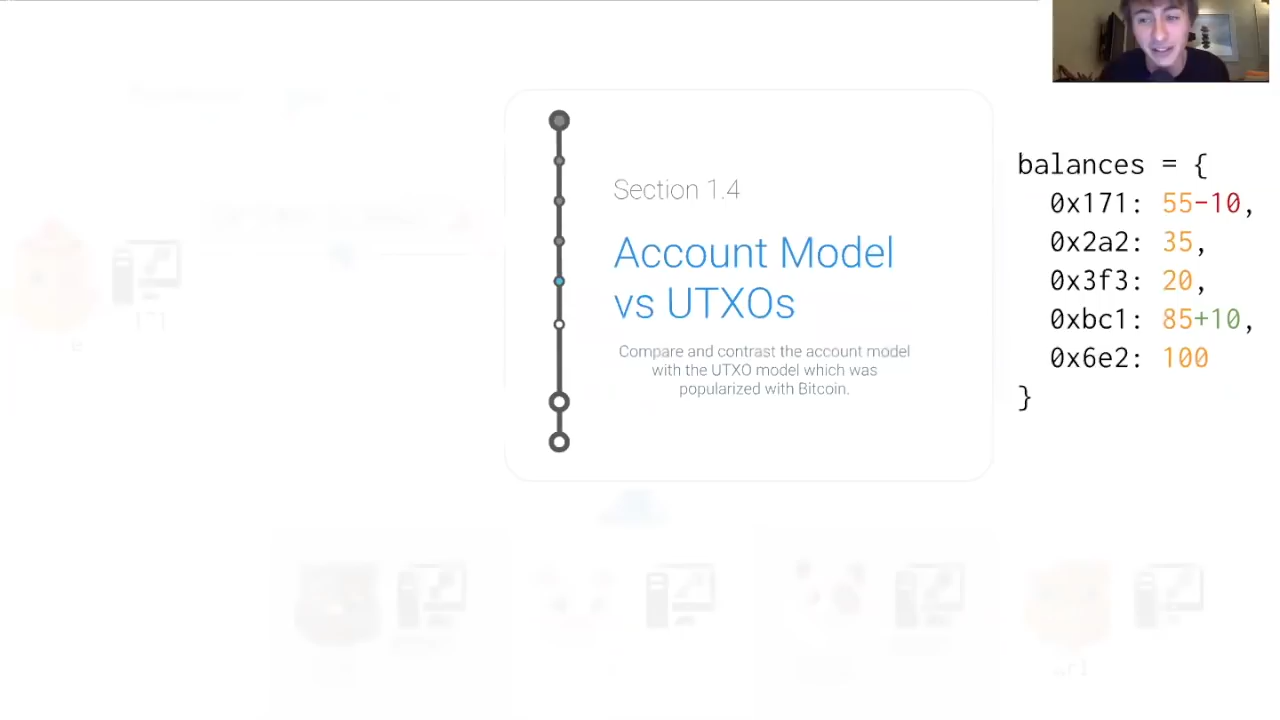 Section 1.4
Account Model
vs UTXOs
Compare and contrast the account model
with the UTXO model which was
popularized with Bitcoin.
balances = {
0x171: 55-10,
0x2a2: 35,
0x3f3: 20,
0xbc1: 85+10,
0x6e2: 100
}